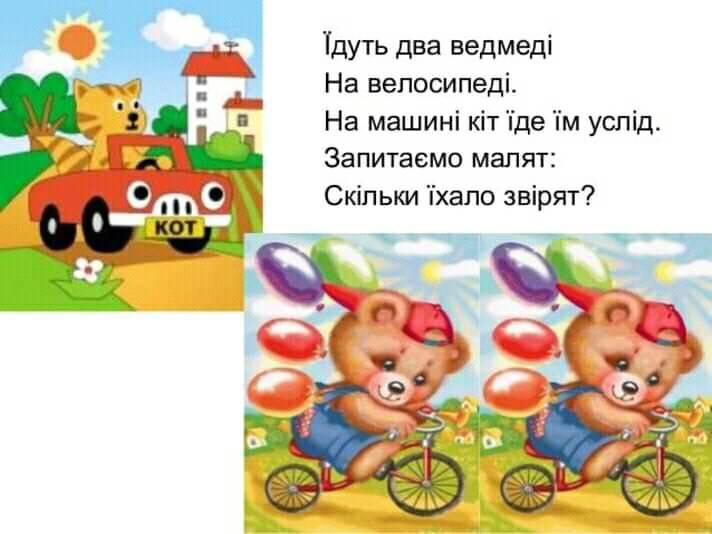 Їдуть два ведмеді
На велосипеді.
На машині кіт їде їм услід.
Запитаємо малят:
Скільки їхало звірят?
КОТ